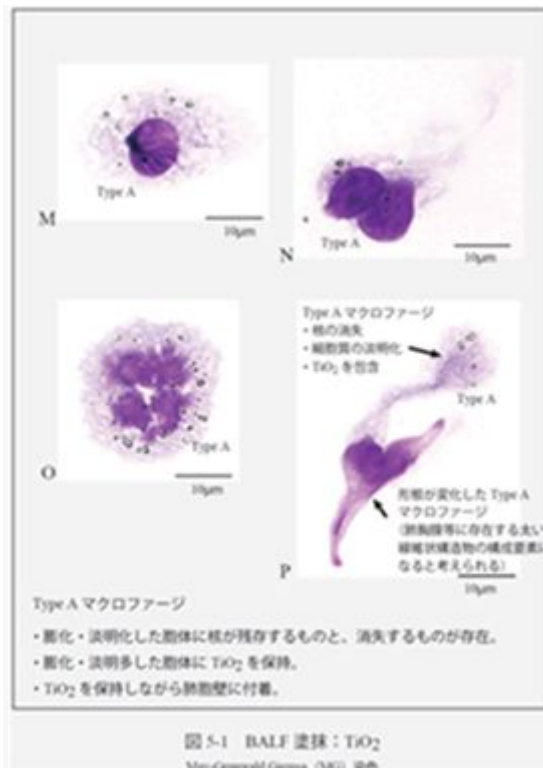 Type A
M
10μm
Type A
N
10μm
Type A
O
10μm
Type A マクロファージ
・核の消失
・細胞質の淡明化
・TiO₂ を包含
Type A
形態が変化した Type A
マクロファージ
(肺胸膜等に存在する太い
線維状構造物の構成要素に
なると考えられる)
P
10μm
Type A マクロファージ
・膨化・淡明化した胞体に核が残存するものと、消失するものが存在。
・膨化・淡明多した胞体に TiO₂ を保持。
・TiO₂ を保持しながら肺胞壁に付着。
図 5-1 BALF 塗抹：TiO₂
(MG) 染色